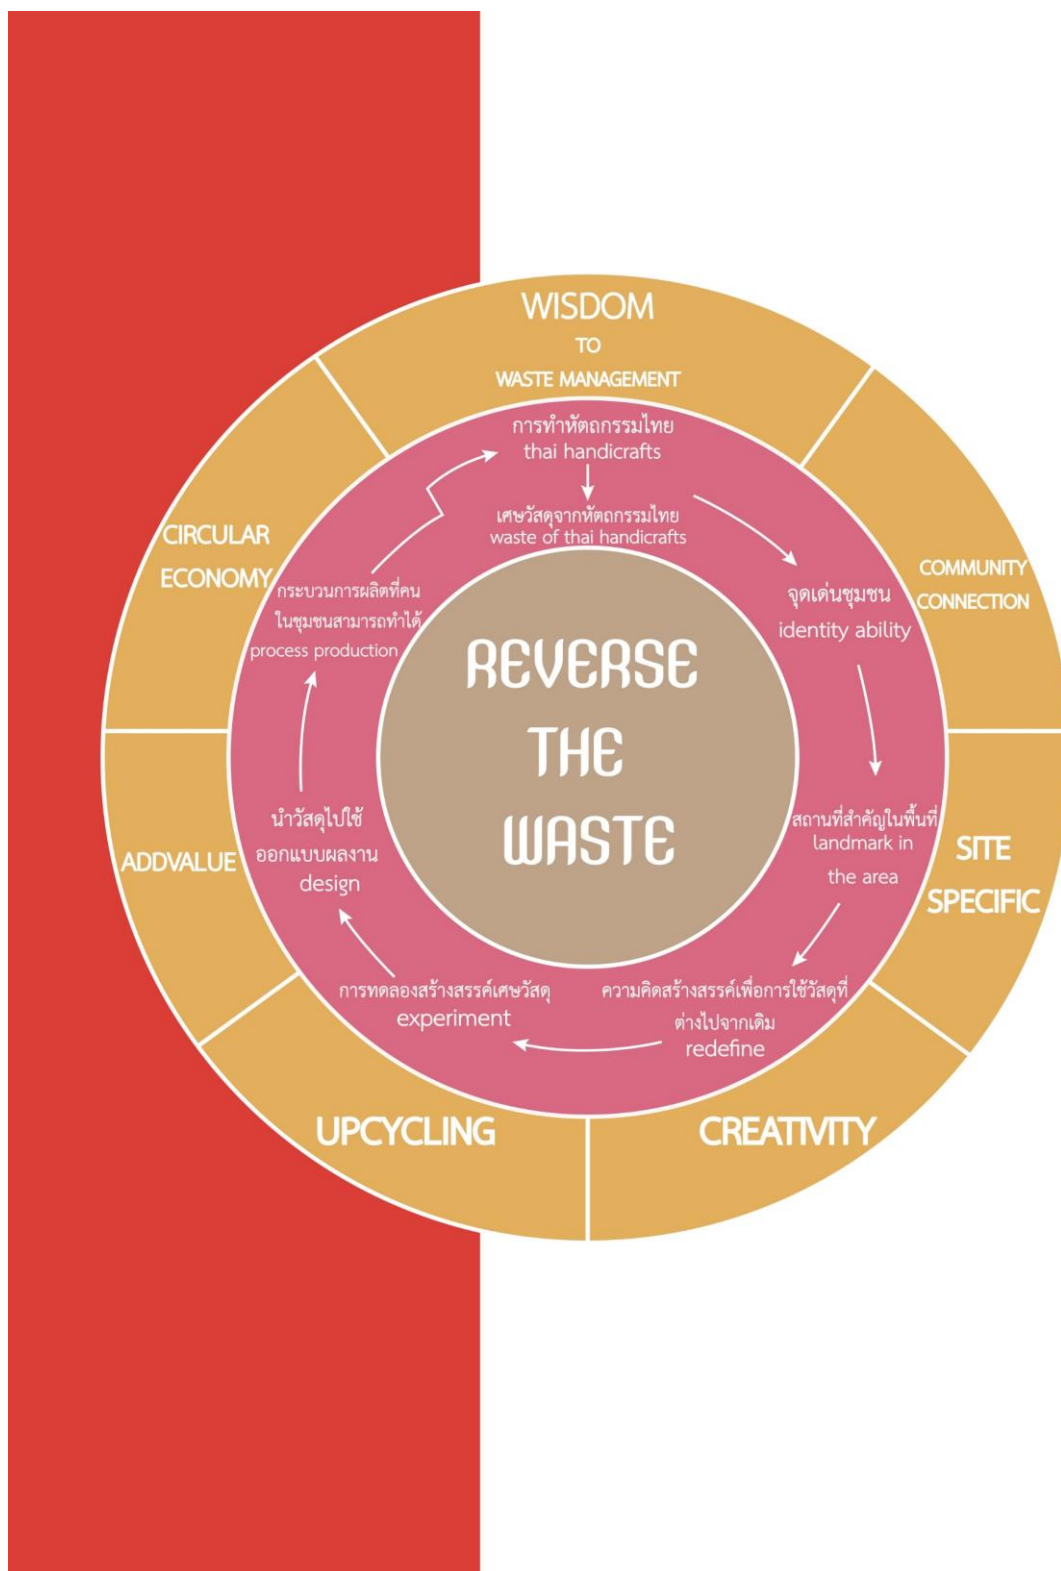 WISDOM
TO
WASTE MANAGEMENT
การทำหัตถกรรมไทย
thai handicrafts
เศษวัสดุจากหัตถกรรมไทย
waste of thai handicrafts
COMMUNITY
CONNECTION
จุดเด่นชุมชน
identity ability
SITE
SPECIFIC
สถานที่สำคัญในพื้นที่
landmark in
the area
CREATIVITY
ความคิดสร้างสรรค์เพื่อการใช้วัสดุที่
ต่างไปจากเดิม
redefine
UPCYCLING
การทดลองสร้างสรรค์เศษวัสดุ
experiment
ADDVALUE
นำวัสดุไปใช้
ออกแบบผลงาน
design
CIRCULAR
ECONOMY
กระบวนการผลิตที่คน
ในชุมชนสามารถทำได้
process production
REVERSE
THE
WASTE